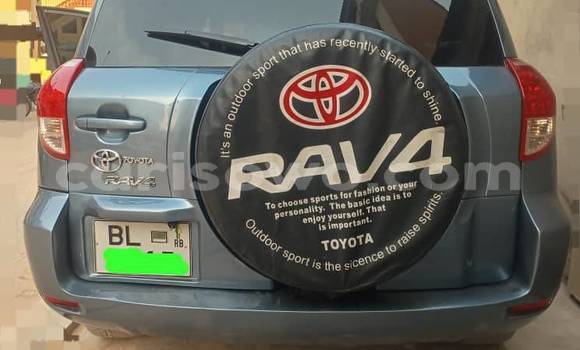 It's an outdoor sport that has recently started to shine.
RAV4
To choose sports for fashion or your
personality. The basic idea is to
enjoy yourself. That
is important.
TOYOTA
Outdoor sport is the sicence to raise spirits.
TOYOTA
RAV4
BL
RB